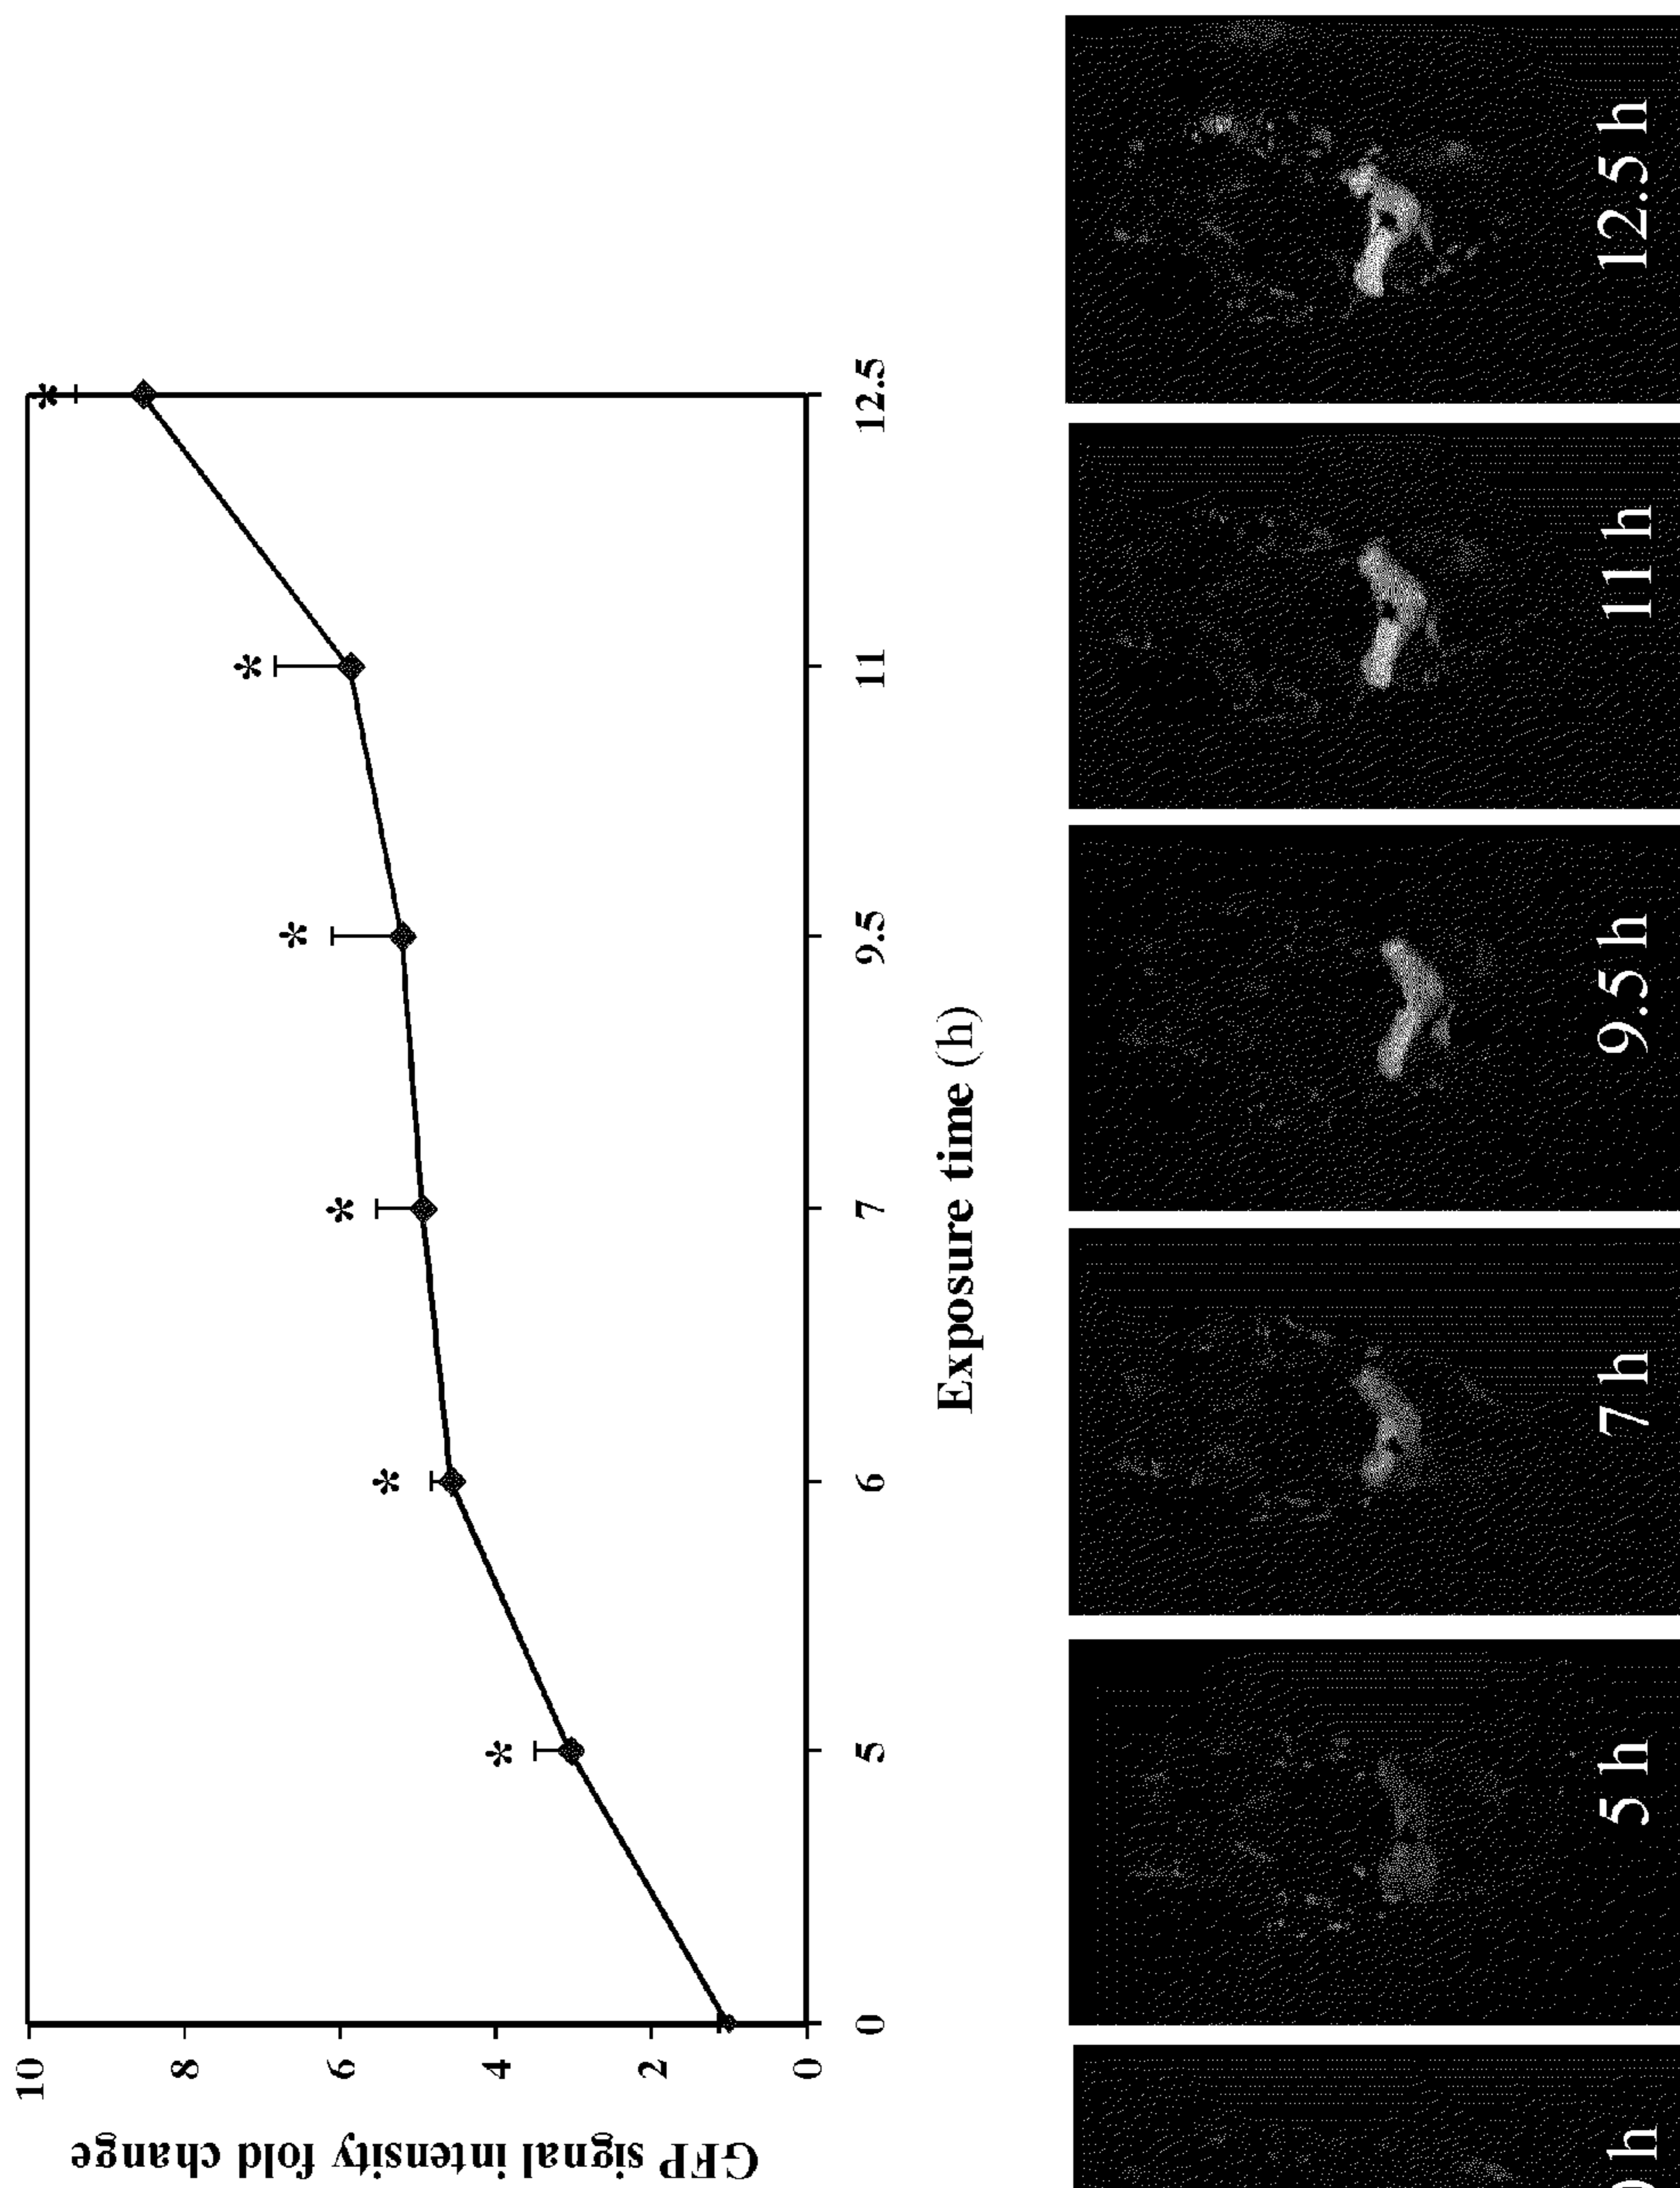 GFP signal intensity fold change
10
8
6
4
2
0
* * * * * *
0 5 6 7 9.5 11 12.5
Exposure time (h)
0 h 5 h 7 h 9.5 h 11 h 12.5 h